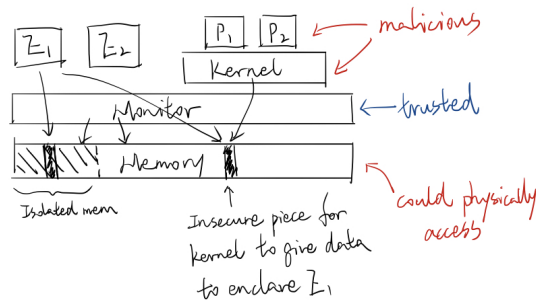 E1
E2
P1
P2
malicious
Kernel
Monitor
trusted
Memory
Isolated mem
Insecure piece for
kernel to give data
to enclave E1
could physically
access